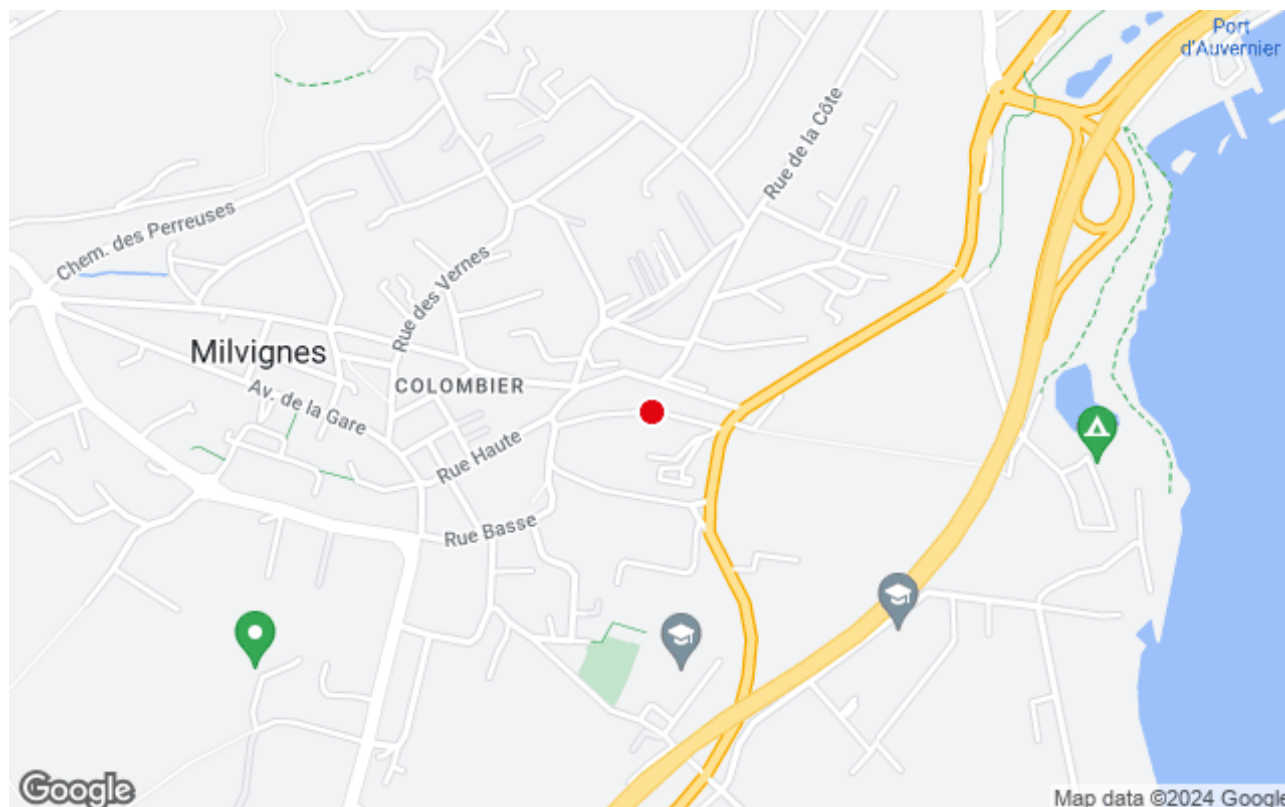 Port
d'Auvernier
Rue de la Côte
Chem. des Perreuses
Rue des Vernes
Milvignes
COLOMBIER
Av. de la Gare
Rue Haute
Rue Basse
Google
Map data ©2024 Google